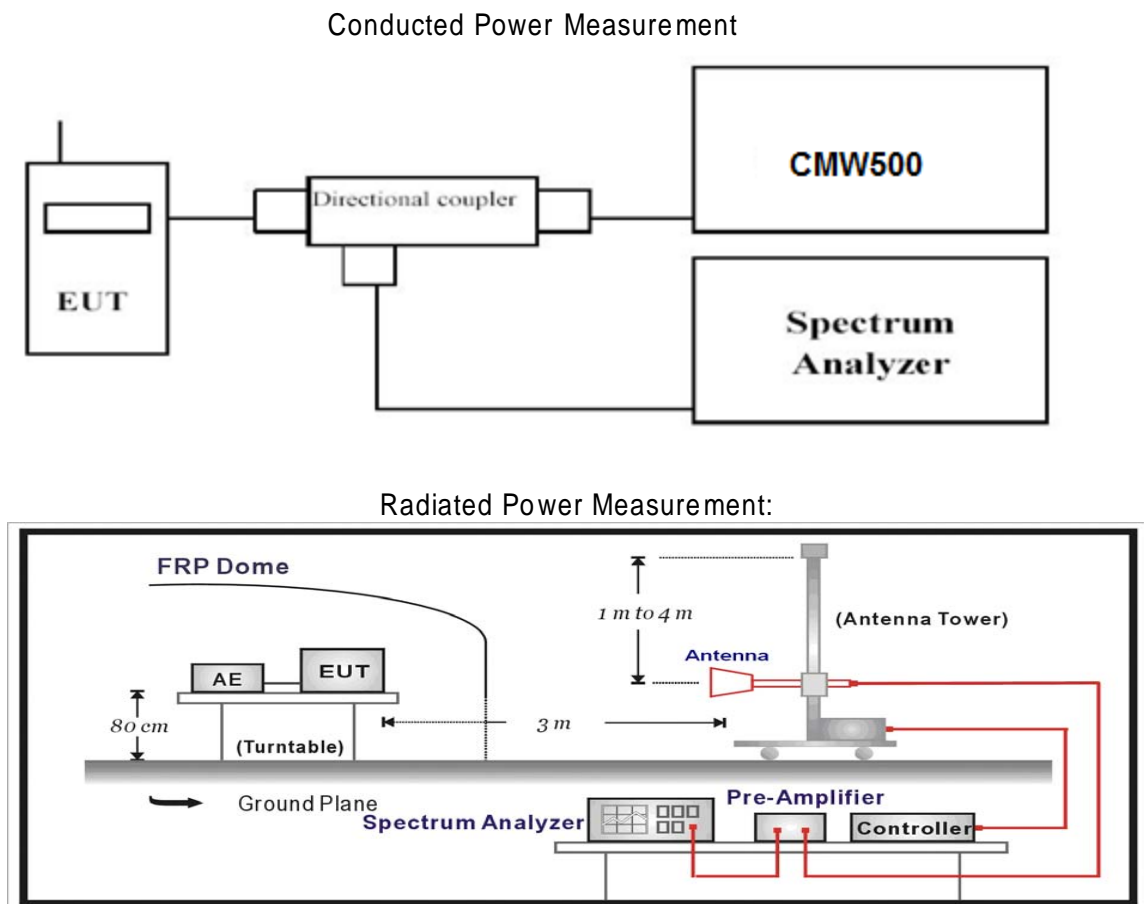 Conducted Power Measurement
EUT
Directional coupler
CMW500
Spectrum
Analyzer
Radiated Power Measurement:
FRP Dome
AE
EUT
80 cm
(Turntable)
3 m
1 m to 4 m
Antenna
(Antenna Tower)
Ground Plane
Spectrum Analyzer
Pre-Amplifier
Controller